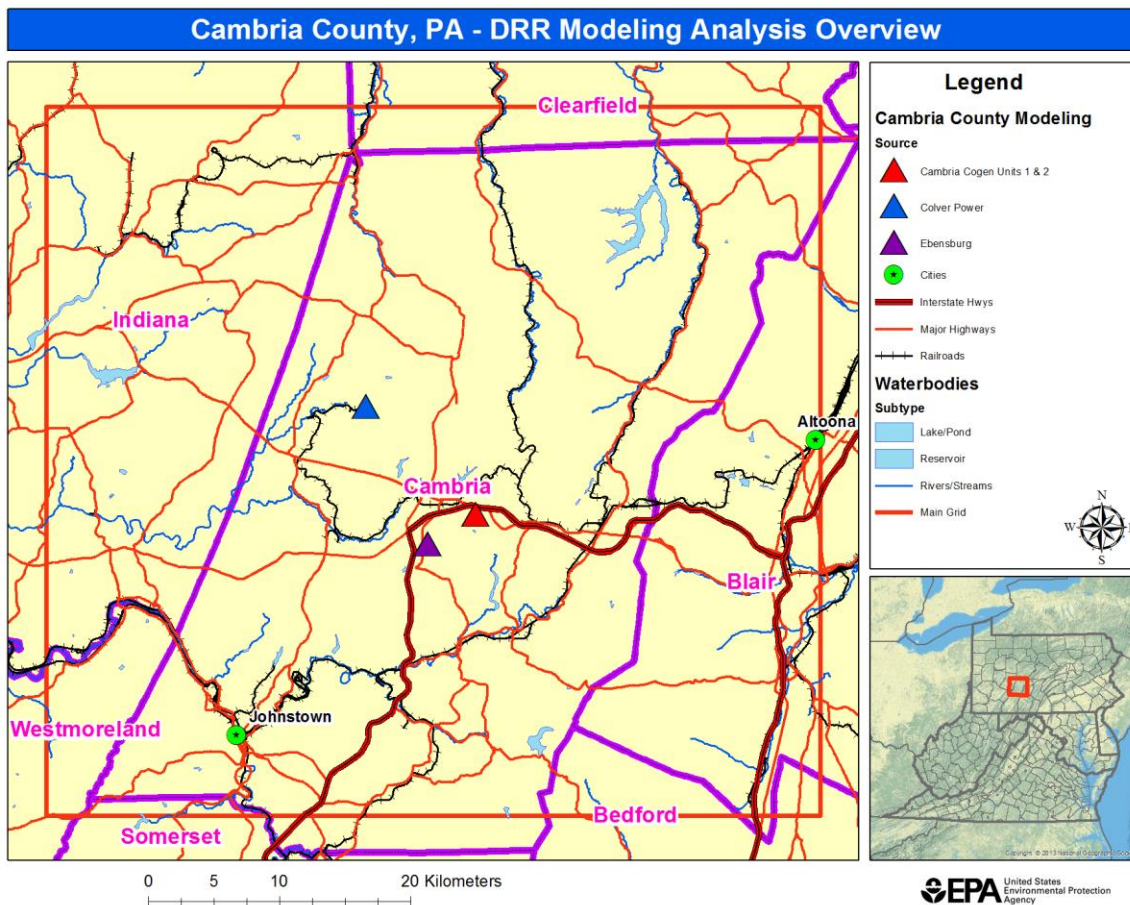 Cambria County, PA - DRR Modeling Analysis Overview
Clearfield
Indiana
Altoona
Cambria
Blair
Johnstown
Westmoreland
Bedford
Somerset
0 5 10 20 Kilometers
Legend
Cambria County Modeling
Source
Cambria Cogen Units 1 & 2
Colver Power
Ebensburg
Cities
Interstate Hwys
Major Highways
Railroads
Waterbodies
Subtype
Lake/Pond
Reservoir
Rivers/Streams
Main Grid
N
W
S
EPA
United States
Environmental Protection
Agency